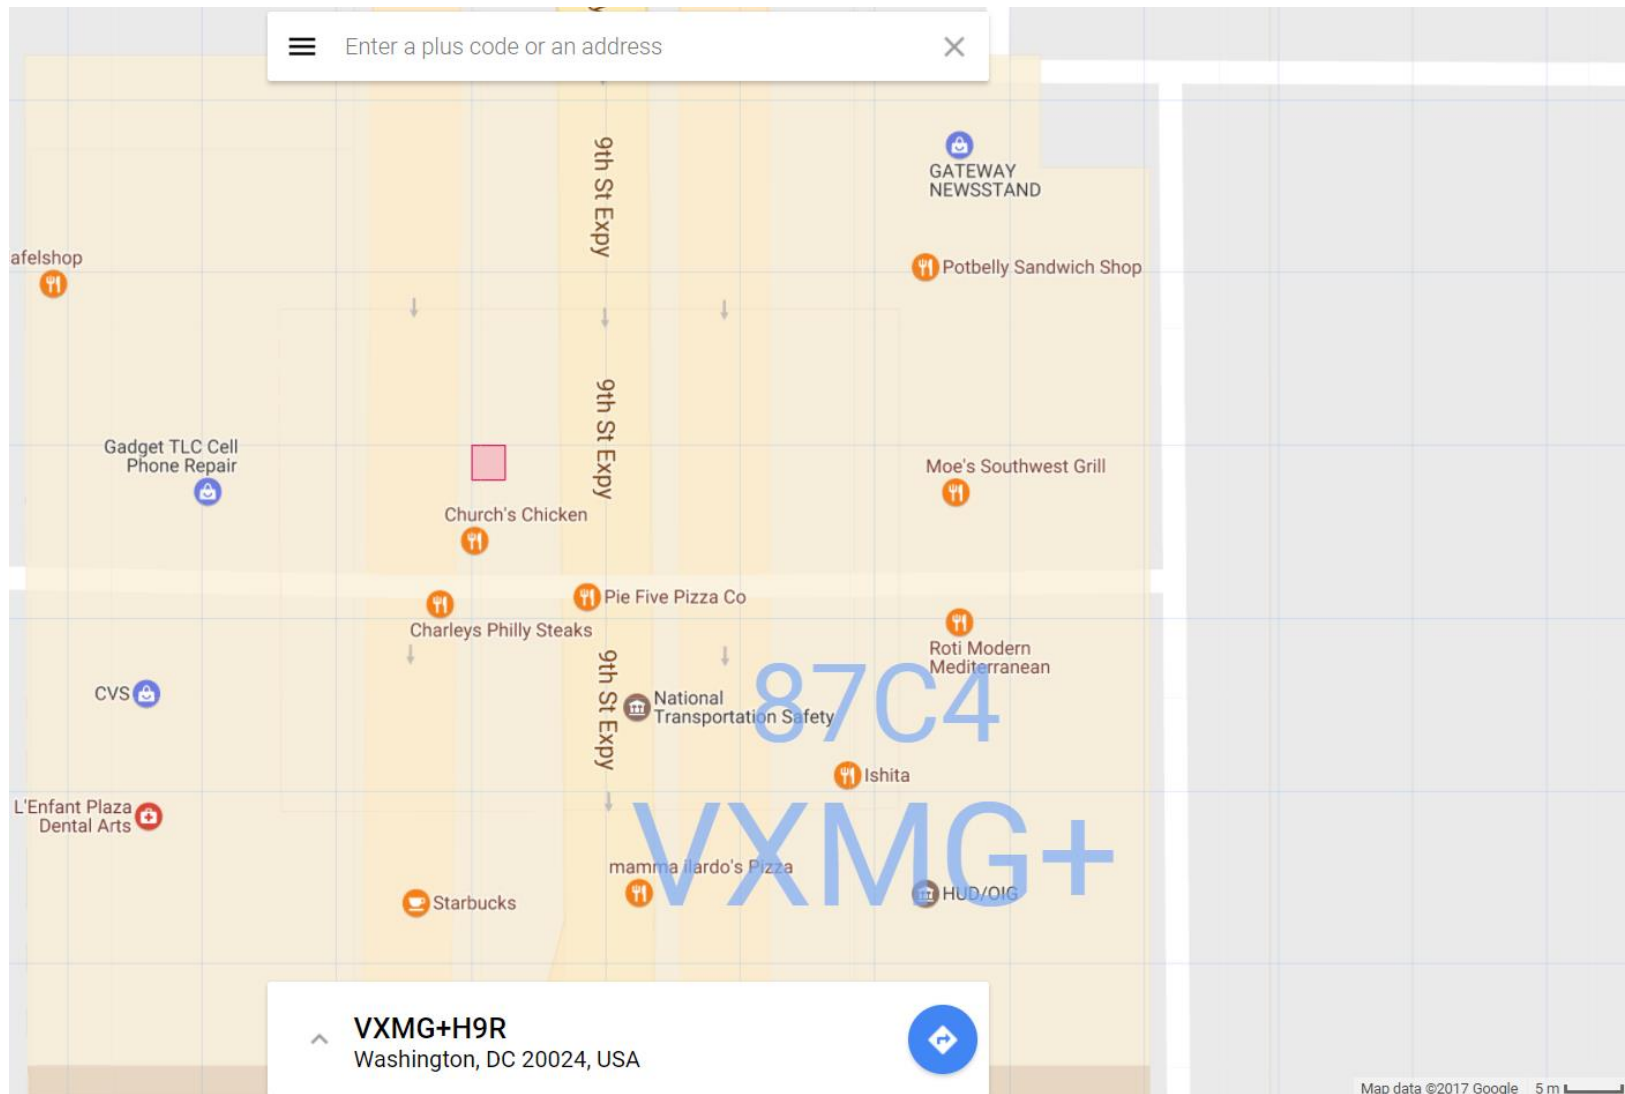 Enter a plus code or an address
9th St Expy
GATEWAY
NEWSSTAND
afelshop
Potbelly Sandwich Shop
9th St Expy
Gadget TLC Cell
Phone Repair
Moe's Southwest Grill
Church's Chicken
Pie Five Pizza Co
Charleys Philly Steaks
Roti Modern
Mediterranean
9th St Expy
CVS
National
Transportation Safety
87C4
Ishita
L'Enfant Plaza
Dental Arts
VXMG+
mamma ilardo's Pizza
HUD/OIG
Starbucks
VXMG+H9R
Washington, DC 20024, USA
Map data ©2017 Google 5 m